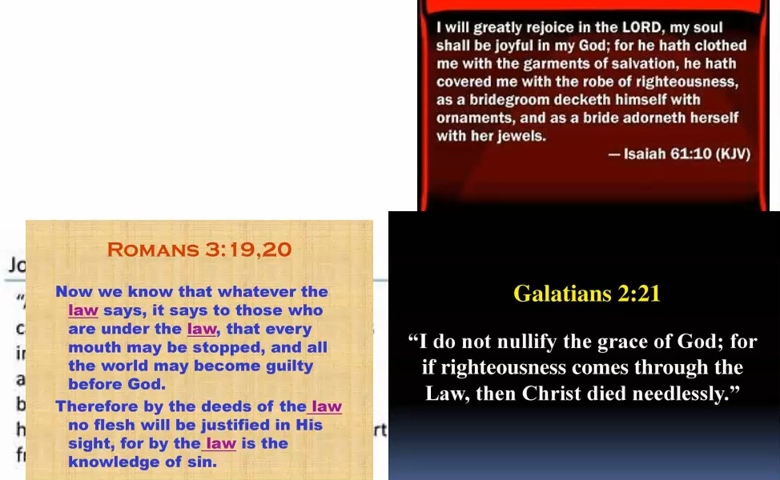 I will greatly rejoice in the LORD, my soul
shall be joyful in my God; for he hath clothed
me with the garments of salvation, he hath
covered me with the robe of righteousness,
as a bridegroom decketh himself with
ornaments, and as a bride adorneth herself
with her jewels.
— Isaiah 61:10 (KJV)
Romans 3:19,20
Now we know that whatever the
law says, it says to those who
are under the law, that every
mouth may be stopped, and all
the world may become guilty
before God.
Therefore by the deeds of the law
no flesh will be justified in His
sight, for by the law is the
knowledge of sin.
Galatians 2:21
“I do not nullify the grace of God; for
if righteousness comes through the
Law, then Christ died needlessly.”